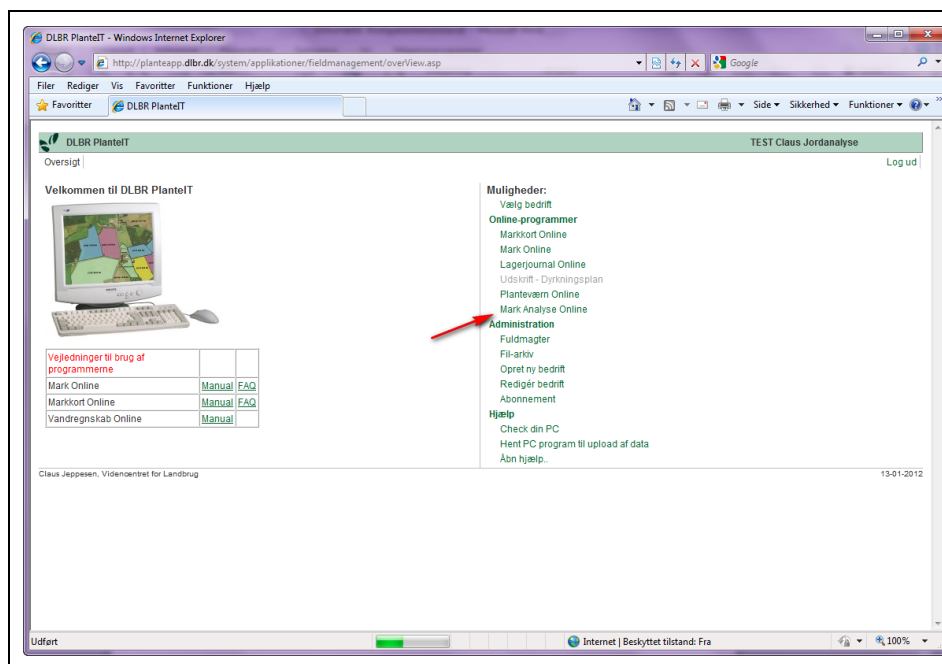 DLBR PlanteIT - Windows Internet Explorer
http://planteapp.dlbr.dk/system/applikationer/fieldmanagement/overView.asp
Google
Filer Rediger Vis Favoritter Funktioner Hjælp
Favoritter DLBR PlanteIT Side Sikkerhed Funktioner
DLBR PlanteIT TEST Claus Jordanalyse
Oversigt Log ud
Velkommen til DLBR PlanteIT
Vejledninger til brug af
programmerne
Mark Online Manual FAQ
Markkort Online Manual FAQ
Vandregnskab Online Manual
Muligheder:
Vælg bedrift
Online-programmer
Markkort Online
Mark Online
Lagerjournal Online
Udskrift - Dyrkningsplan
Planteværn Online
Mark Analyse Online
Administration
Fuldmagter
Fil-arkiv
Opret ny bedrift
Redigér bedrift
Abonnement
Hjælp
Check din PC
Hent PC program til upload af data
Åbn hjælp..
Claus Jeppesen, Videncentret for Landbrug 13-01-2012
Udført Internet | Beskyttet tilstand: Fra 100%